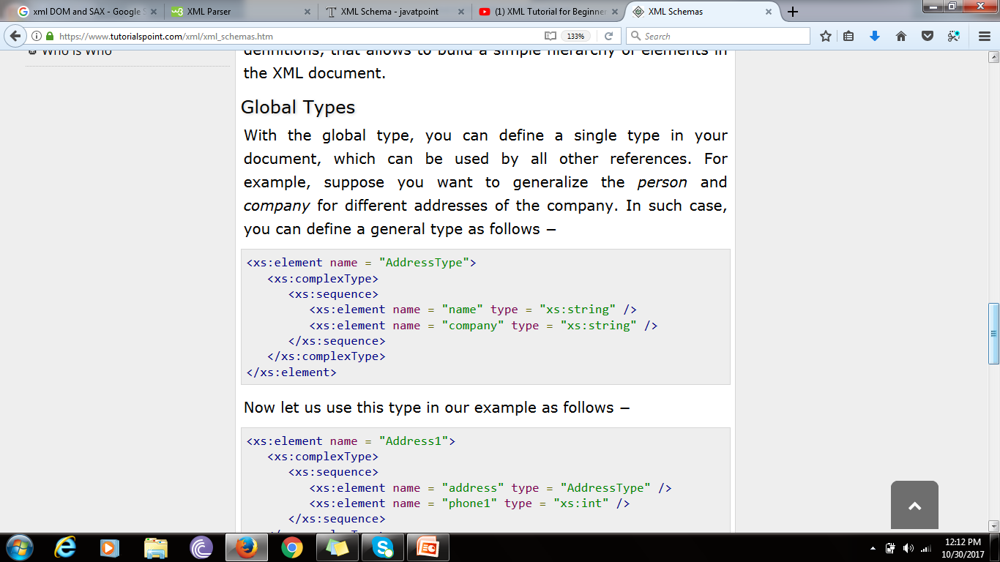 xml DOM and SAX - Google S
XML Parser
XML Schema - javatpoint
(1) XML Tutorial for Beginner
XML Schemas
https://www.tutorialspoint.com/xml/xml_schemas.htm
133%
Search
Who is Who
definitions, that allows to build a simple hierarchy of elements in
the XML document.
Global Types
With the global type, you can define a single type in your
document, which can be used by all other references. For
example, suppose you want to generalize the person and
company for different addresses of the company. In such case,
you can define a general type as follows −
<xs:element name = "AddressType">
   <xs:complexType>
      <xs:sequence>
         <xs:element name = "name" type = "xs:string" />
         <xs:element name = "company" type = "xs:string" />
      </xs:sequence>
   </xs:complexType>
</xs:element>
Now let us use this type in our example as follows −
<xs:element name = "Address1">
   <xs:complexType>
      <xs:sequence>
         <xs:element name = "address" type = "AddressType" />
         <xs:element name = "phone1" type = "xs:int" />
      </xs:sequence>
12:12 PM
10/30/2017